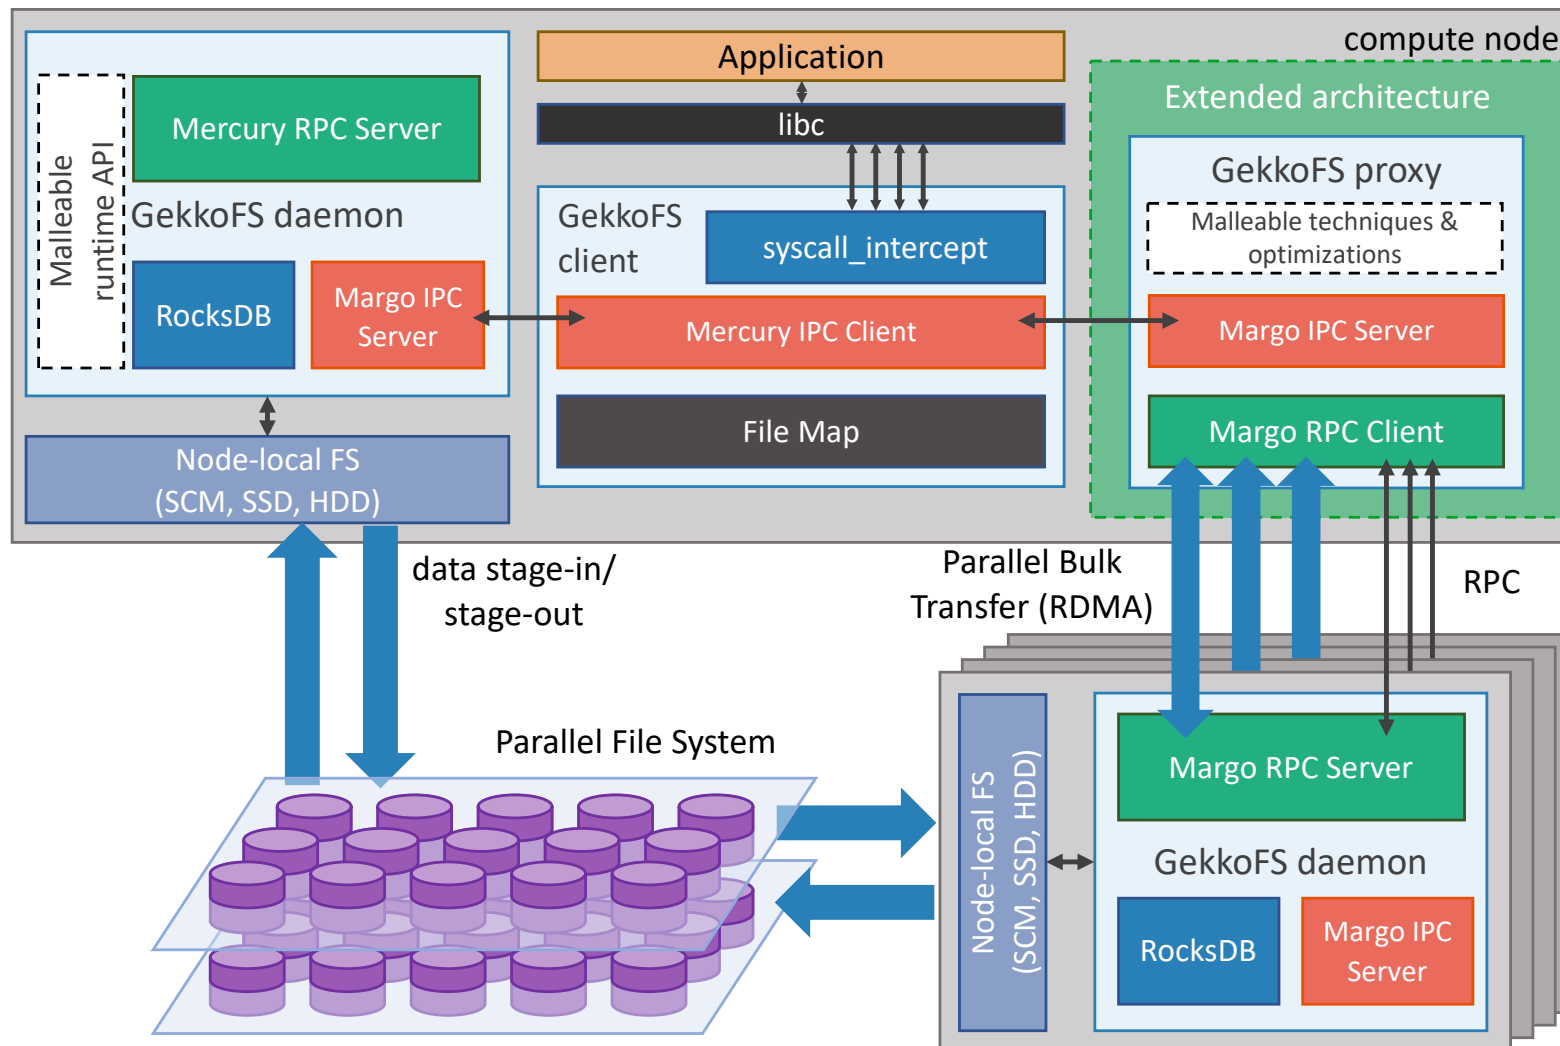 compute node
Mercury RPC Server
Malleable
runtime API
GekkoFS daemon
RocksDB
Margo IPC
Server
Node-local FS
(SCM, SSD, HDD)
Application
libc
GekkoFS
client
syscall_intercept
Mercury IPC Client
File Map
Extended architecture
GekkoFS proxy
Malleable techniques &
optimizations
Margo IPC Server
Margo RPC Client
data stage-in/
stage-out
Parallel Bulk
Transfer (RDMA)
RPC
Parallel File System
Node-local FS
(SCM, SSD, HDD)
Margo RPC Server
GekkoFS daemon
RocksDB
Margo IPC
Server